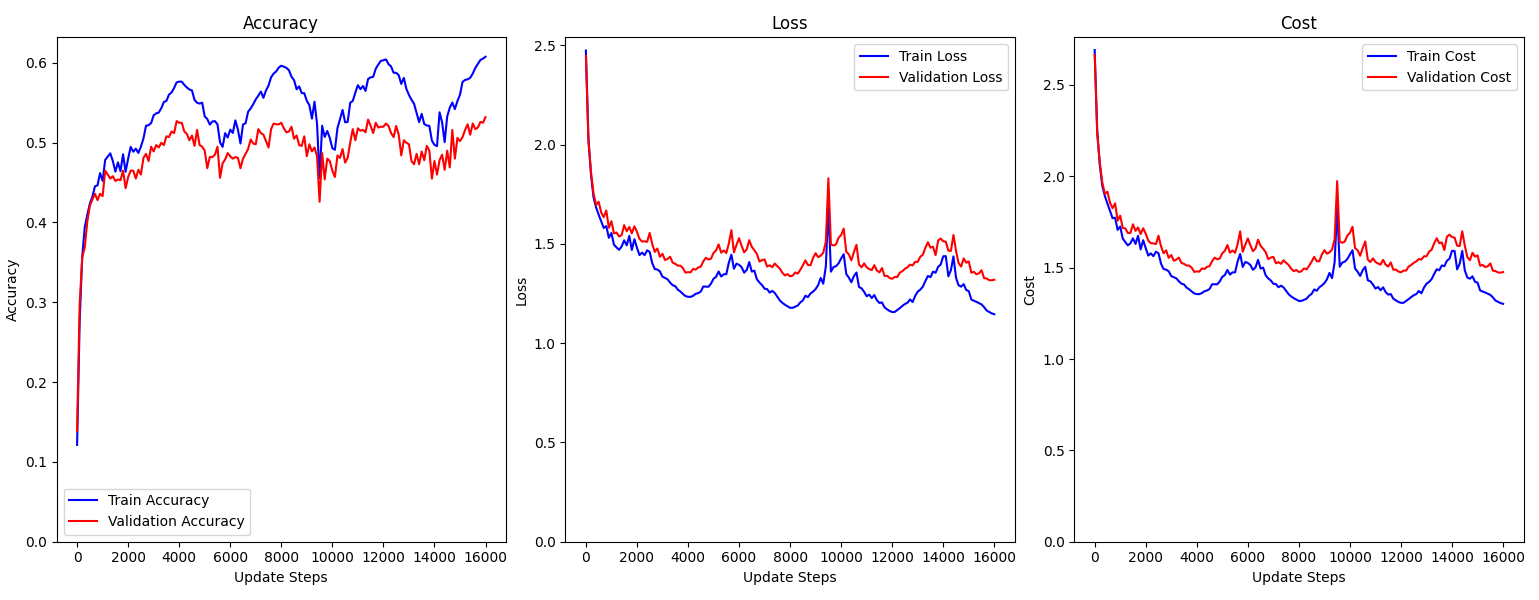 Accuracy
Accuracy
0.6
0.5
0.4
0.3
0.2
0.1
0.0
Train Accuracy
Validation Accuracy
0 2000 4000 6000 8000 10000 12000 14000 16000
Update Steps
Loss
Loss
2.5
2.0
1.5
1.0
0.5
0.0
Train Loss
Validation Loss
0 2000 4000 6000 8000 10000 12000 14000 16000
Update Steps
Cost
Cost
2.5
2.0
1.5
1.0
0.5
0.0
Train Cost
Validation Cost
0 2000 4000 6000 8000 10000 12000 14000 16000
Update Steps